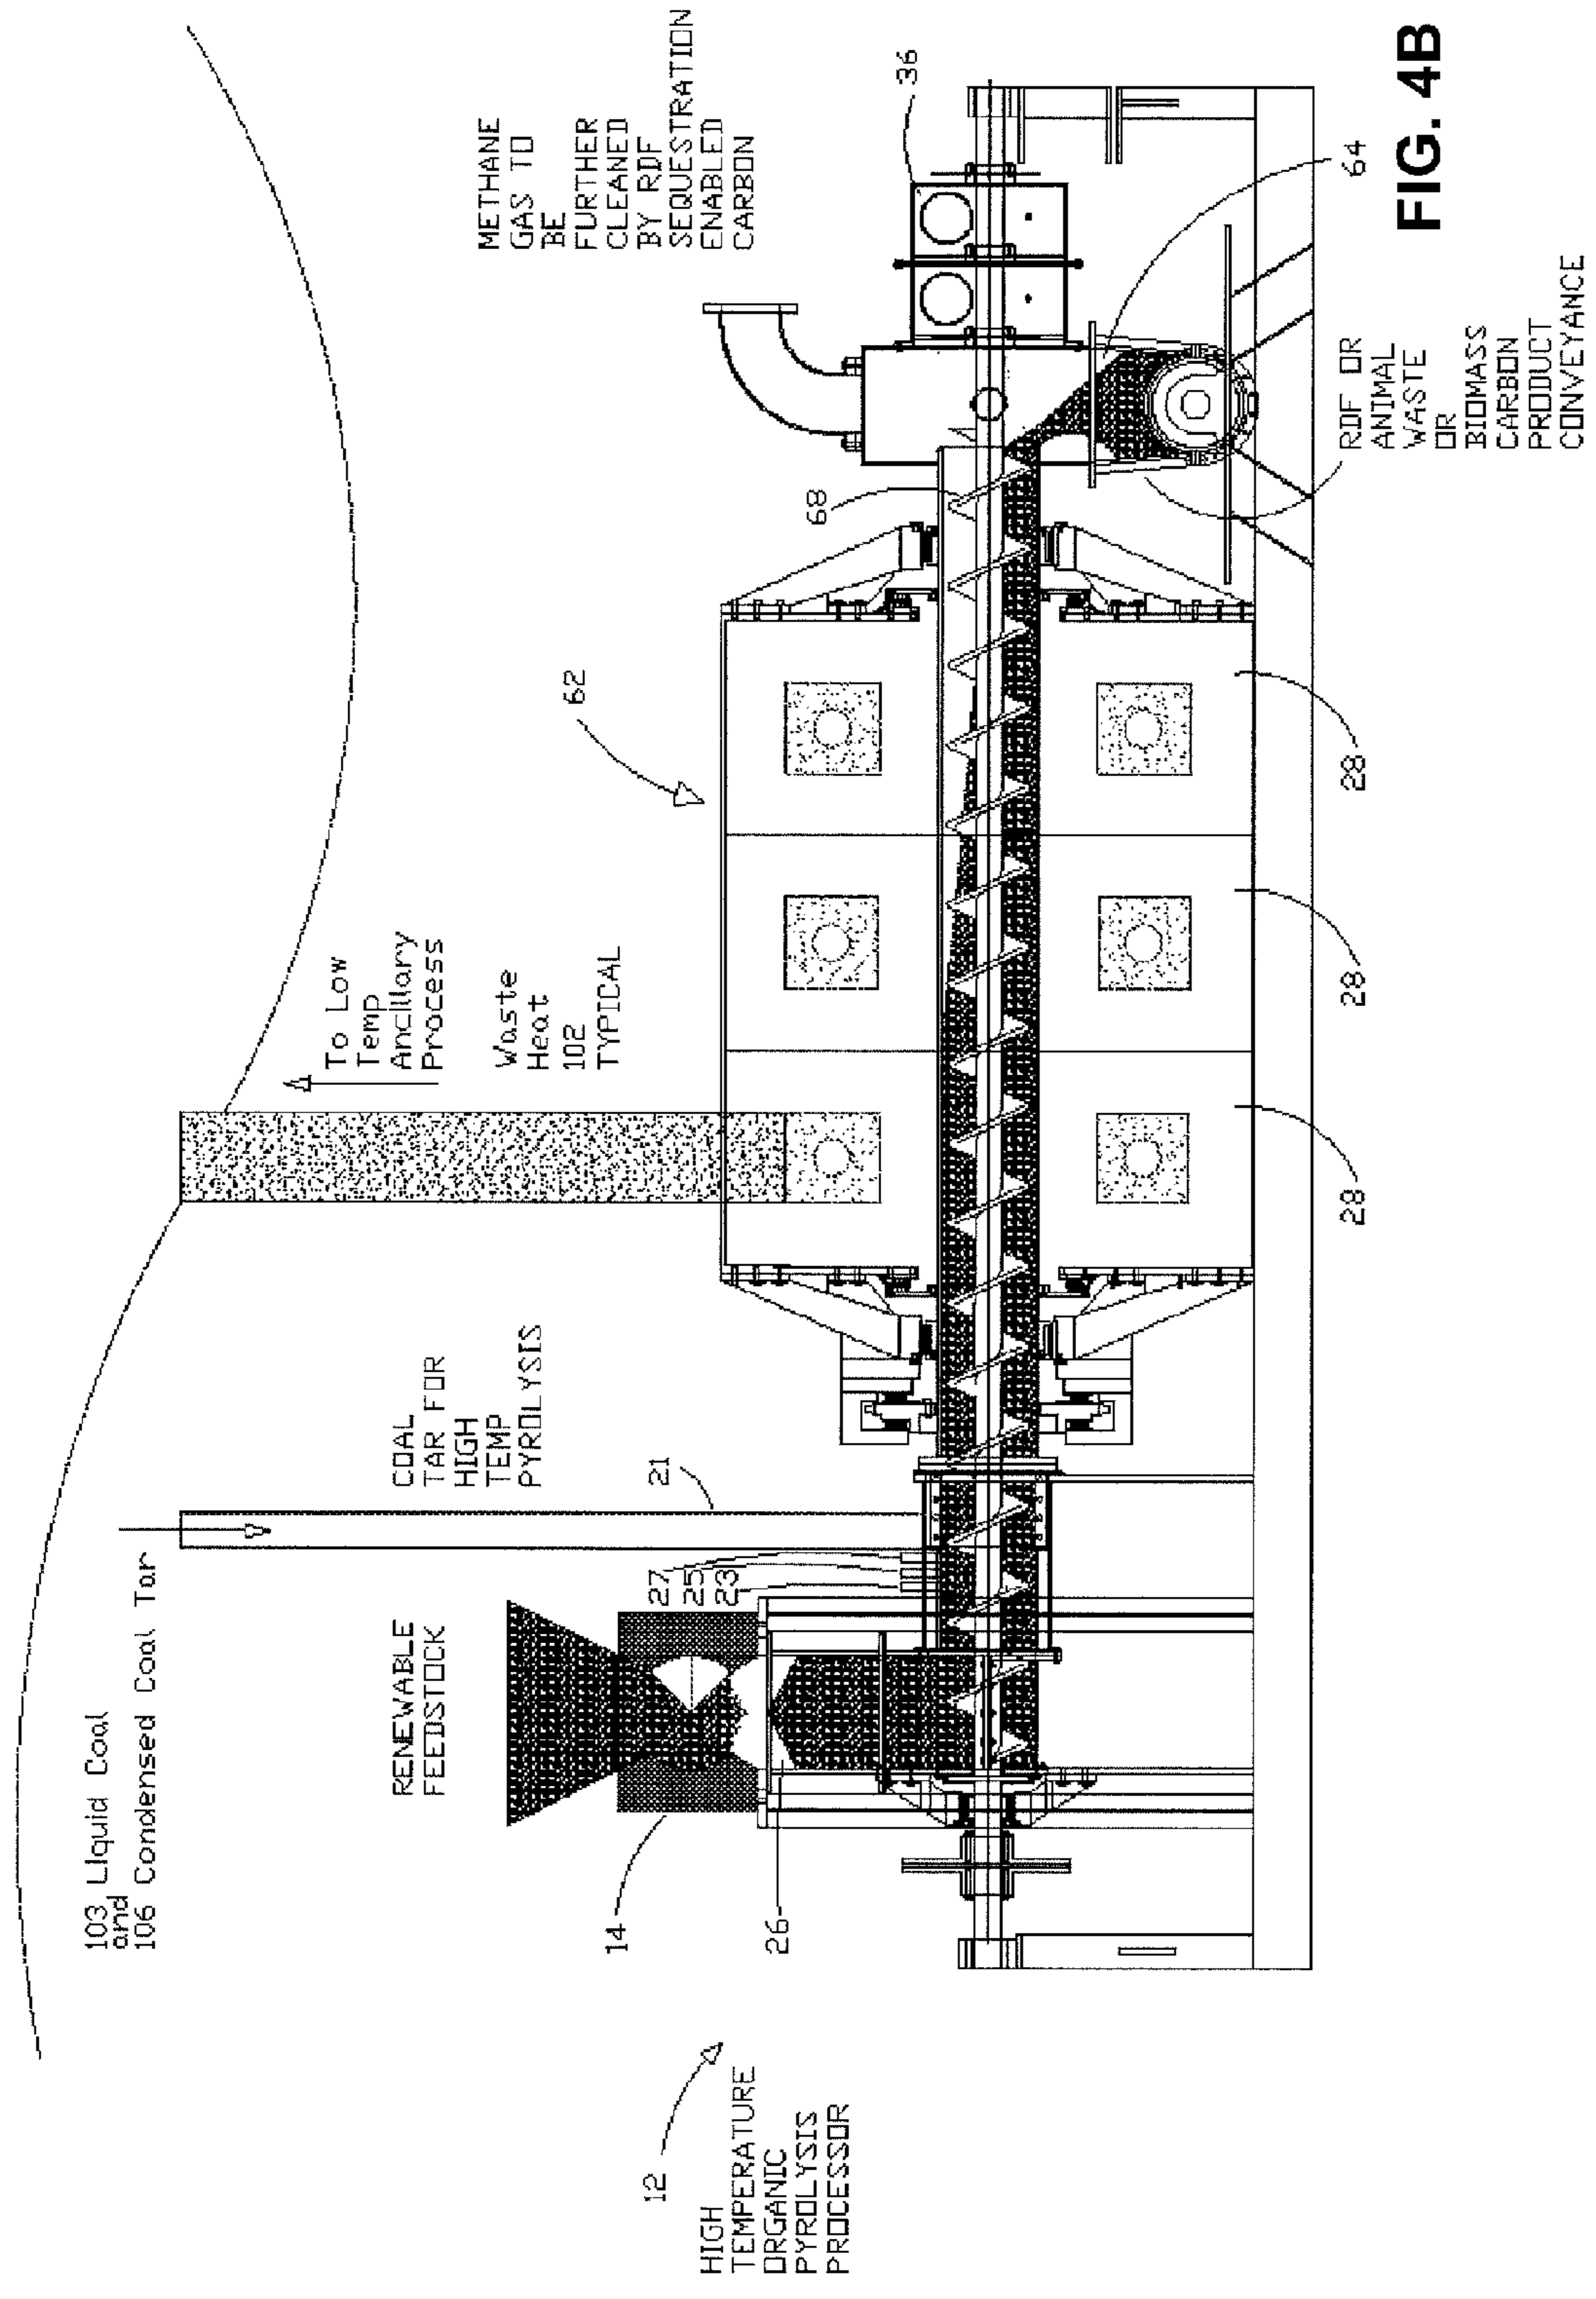 103 Liquid Coal
and
106 Condensed Coal Tar
To Low
Temp
Ancillary
Process
Waste
Heat
102
TYPICAL
METHANE
GAS TO
BE
FURTHER
CLEANED
BY RDF
SEQUESTRATION
ENABLED
CARBON
RENEWABLE
FEEDSTOCK
COAL
TAR FOR
HIGH
TEMP
PYROLYSIS
14
26
27
25
23
21
62
68
36
12
HIGH
TEMPERATURE
ORGANIC
PYROLYSIS
PROCESSOR
28
28
28
64
RDF OR
ANIMAL
WASTE
OR
BIOMASS
CARBON
PRODUCT
CONVEYANCE
FIG. 4B